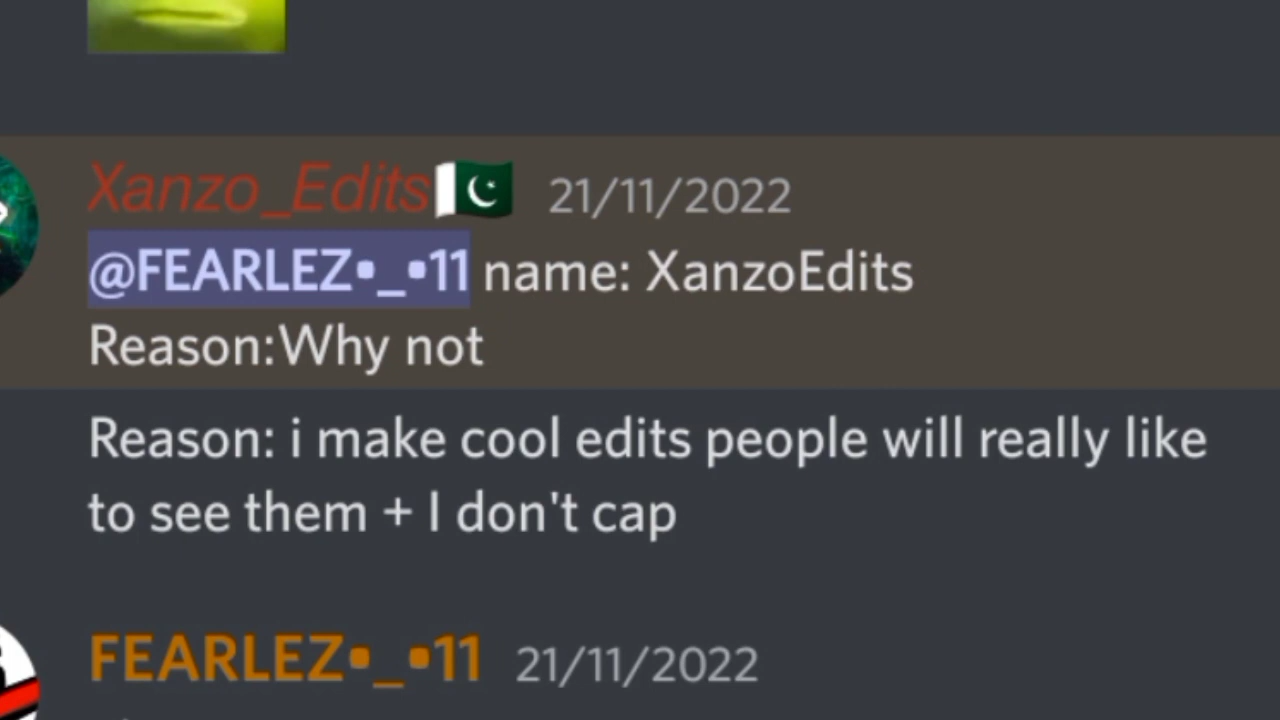 Xanzo_Edits🇵🇰 21/11/2022
@FEARLEZ•_•11 name: XanzoEdits
Reason:Why not
Reason: i make cool edits people will really like
to see them + I don't cap
FEARLEZ•_•11 21/11/2022